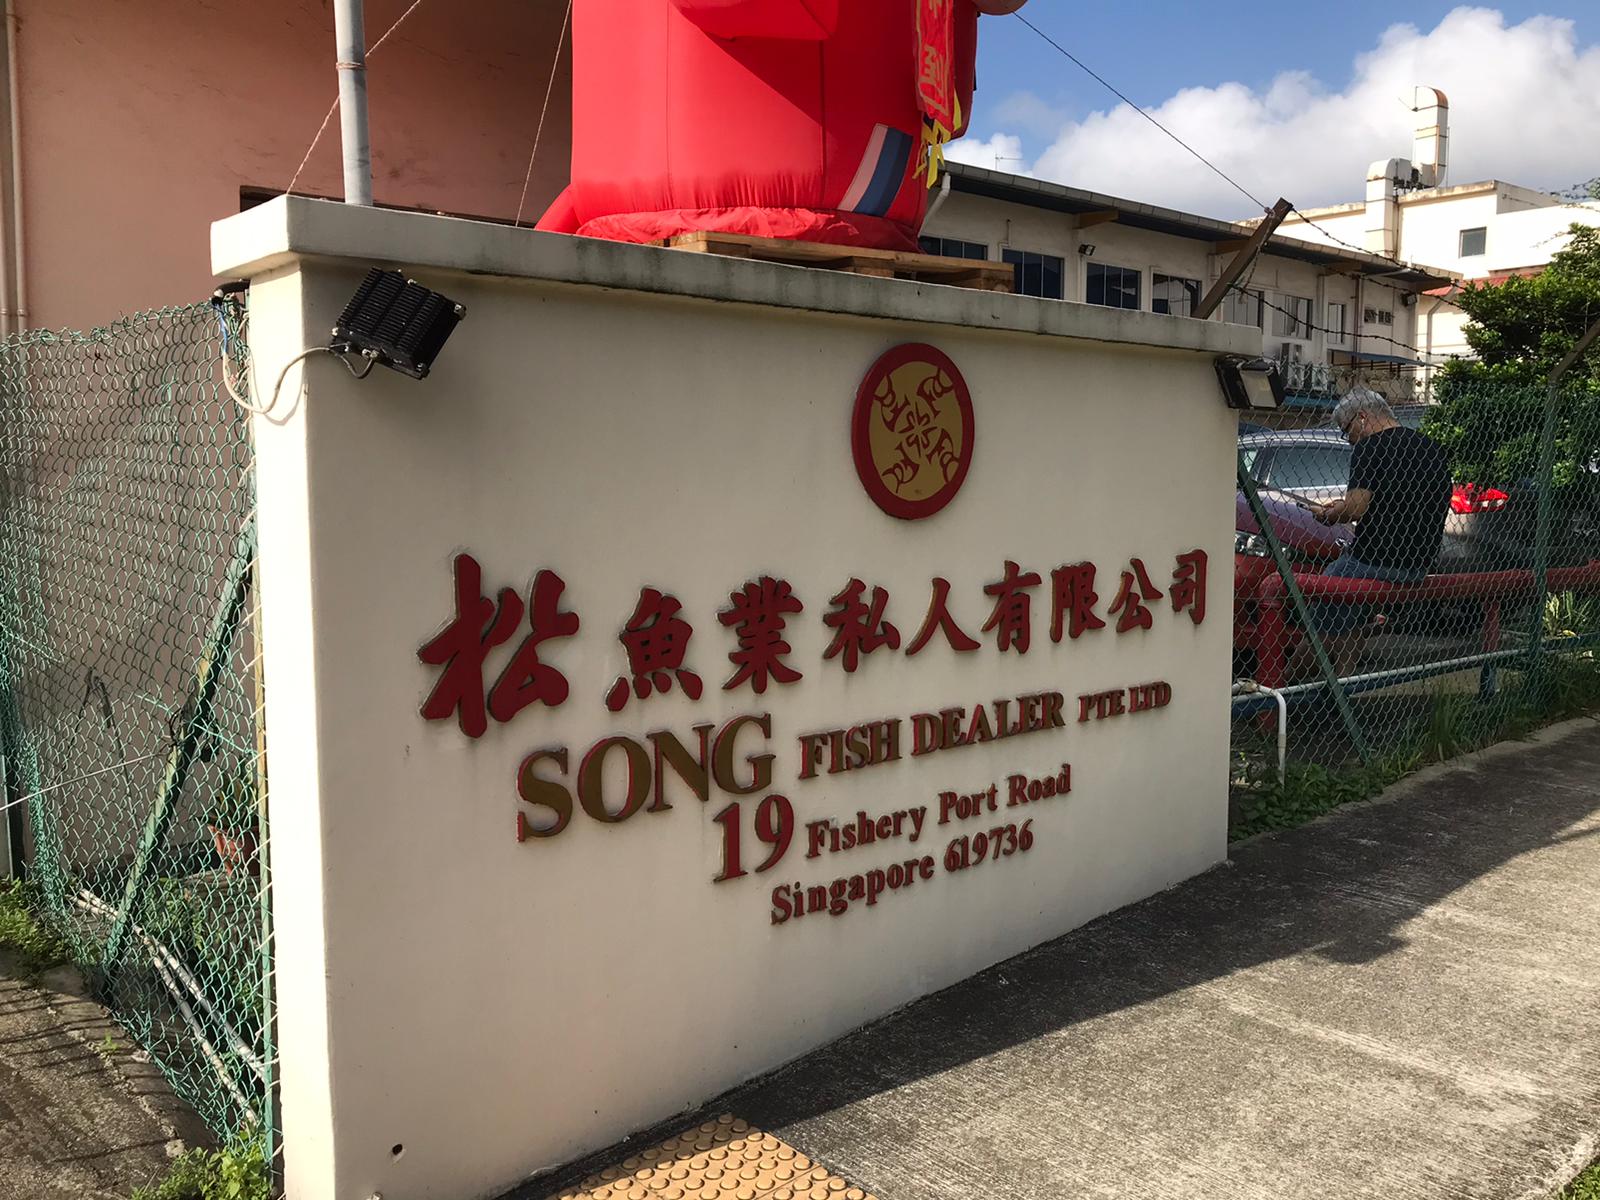 松魚業私人有限公司
SONG FISH DEALER PTE LTD
19 Fishery Port Road
Singapore 619736